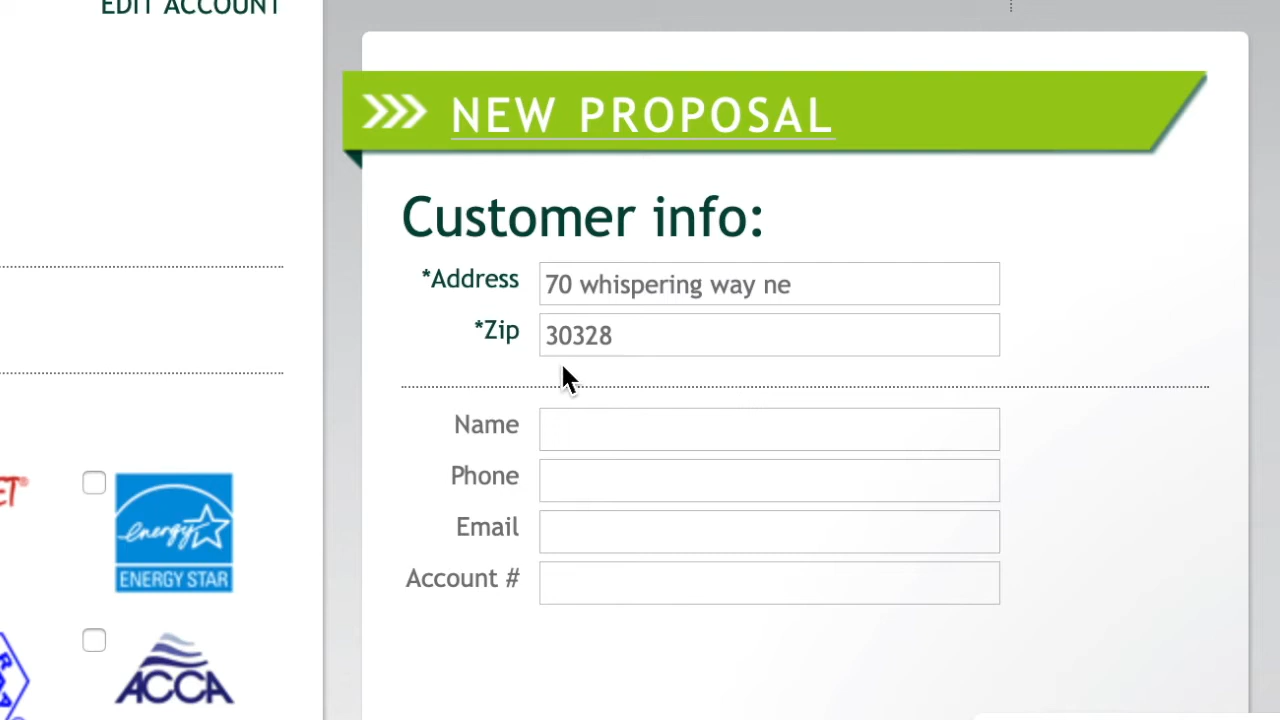 EDIT ACCOUNT
NEW PROPOSAL
Customer info:
*Address 70 whispering way ne
*Zip 30328
Name
Phone
Email
Account #
energy
ENERGY STAR
ACCA